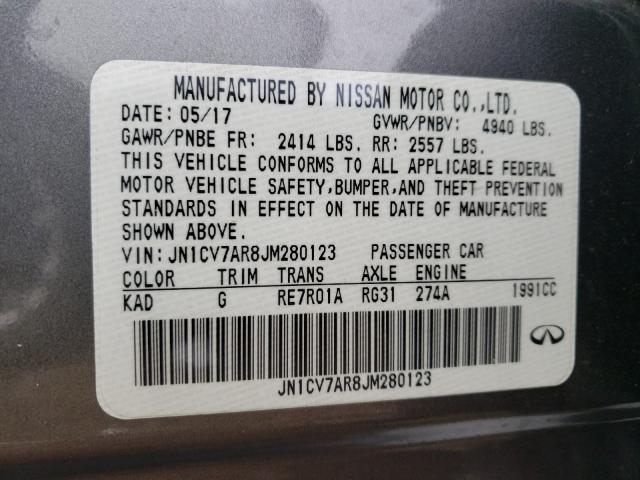 MANUFACTURED BY NISSAN MOTOR CO.,LTD.
DATE: 05/17 GVWR/PNBV: 4940 LBS.
GAWR/PNBE FR: 2414 LBS. RR: 2557 LBS.
THIS VEHICLE CONFORMS TO ALL APPLICABLE FEDERAL
MOTOR VEHICLE SAFETY,BUMPER,AND THEFT PREVENTION
STANDARDS IN EFFECT ON THE DATE OF MANUFACTURE
SHOWN ABOVE.
VIN:JN1CV7AR8JM280123 PASSENGER CAR
COLOR TRIM TRANS AXLE ENGINE
KAD G RE7R01A RG31 274A 1991CC
JN1CV7AR8JM280123